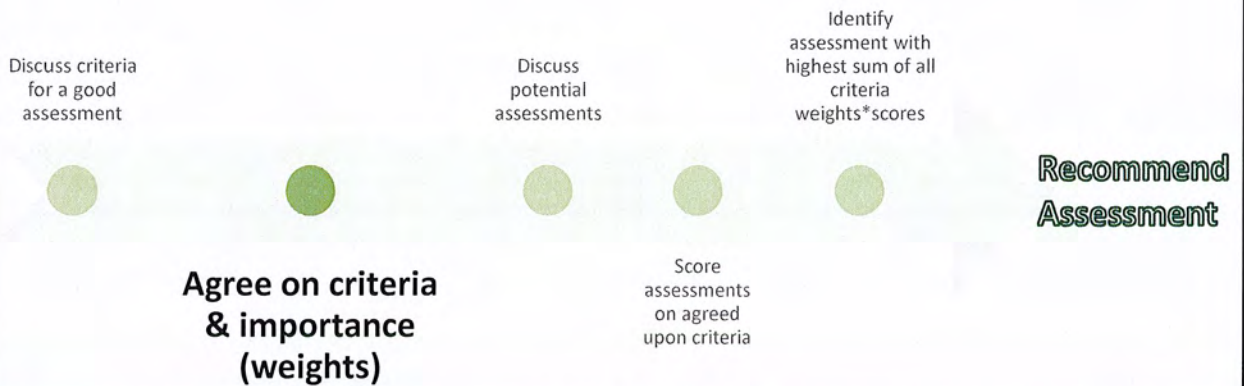 Discuss criteria
for a good
assessment
Agree on criteria
& importance
(weights)
Discuss
potential
assessments
Score
assessments
on agreed
upon criteria
Identify
assessment with
highest sum of all
criteria
weights*scores
Recommend
Assessment